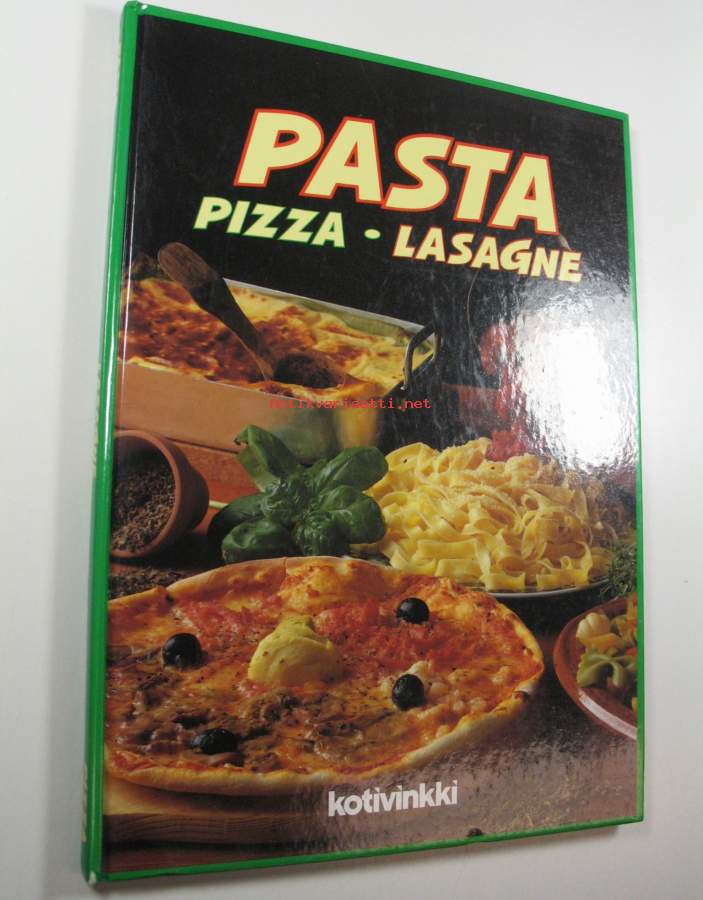 PASTA
PIZZA • LASAGNE
Antikvariaatti.net
kotivinkki